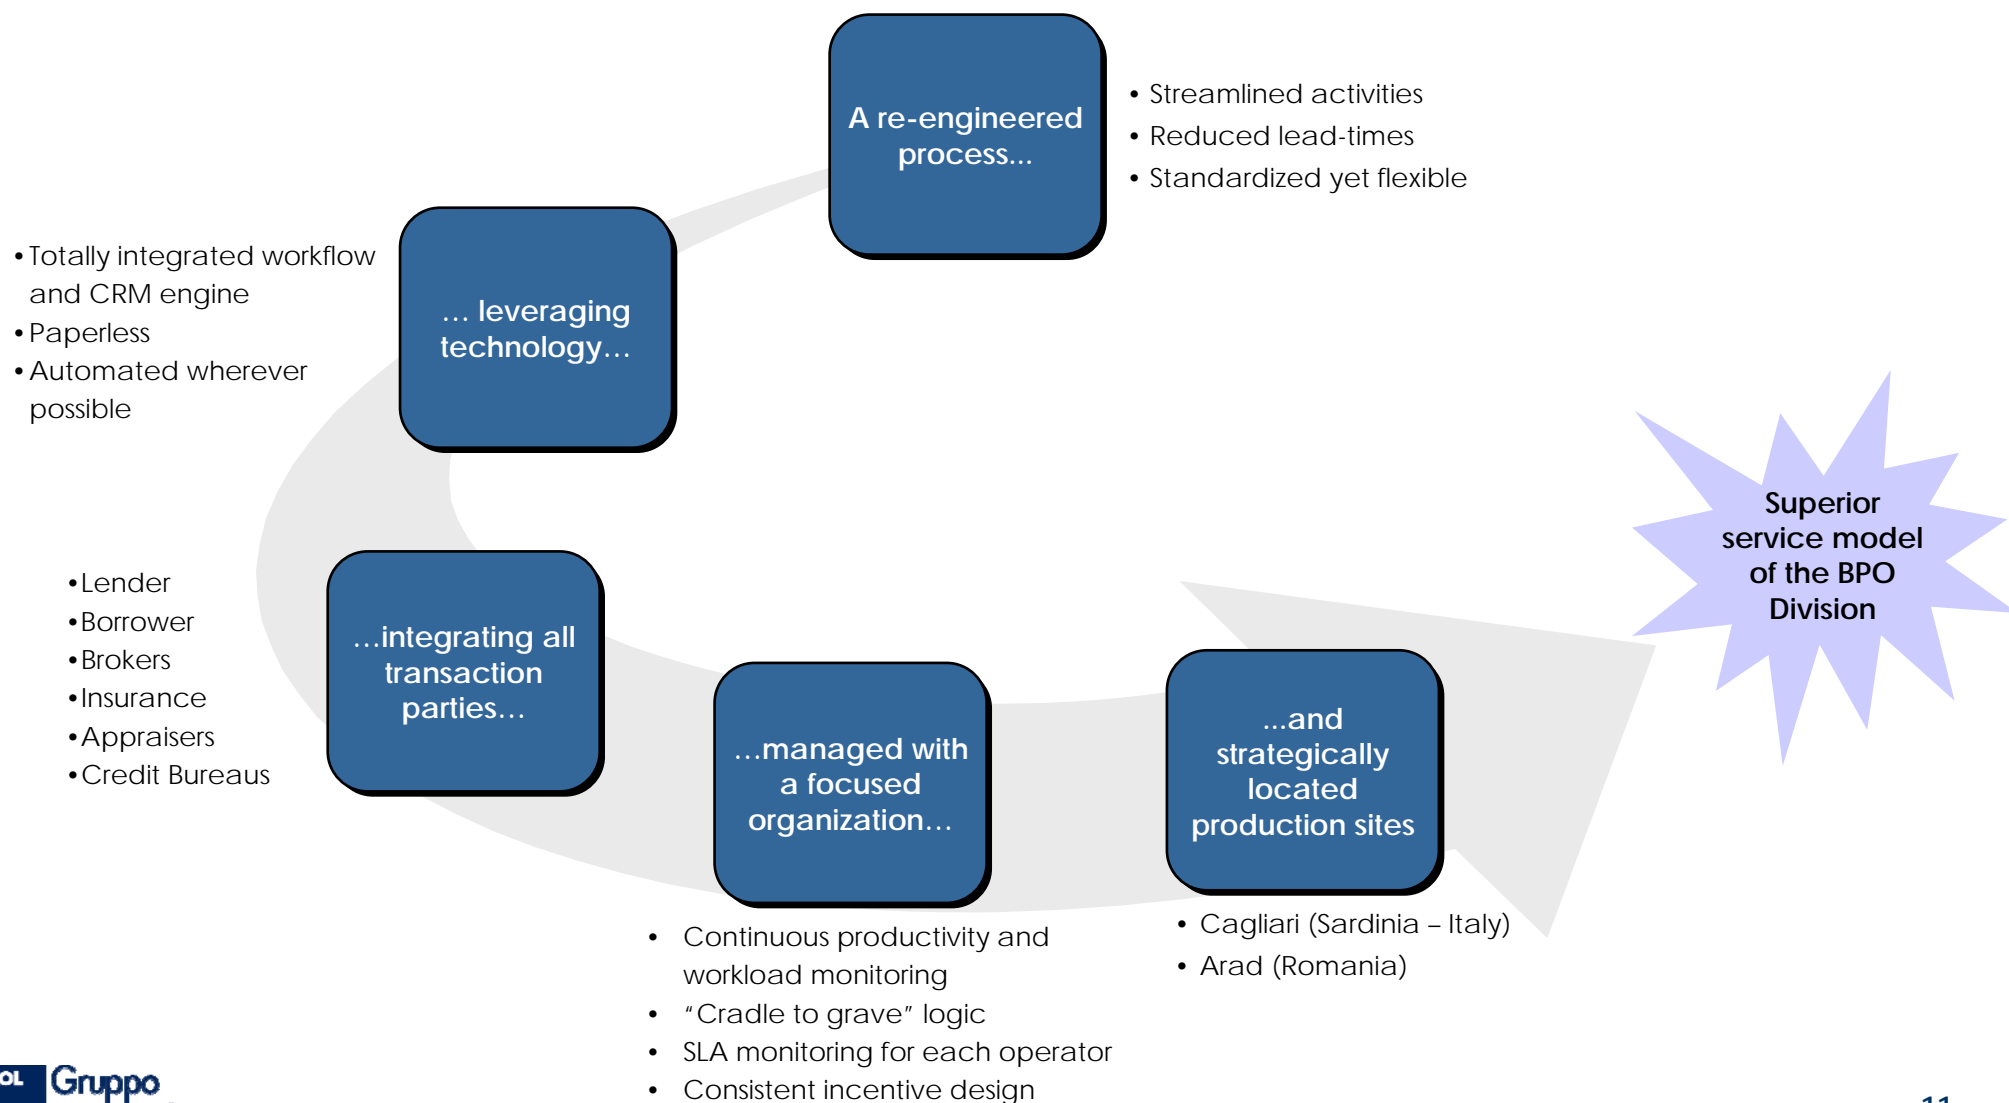 A re-engineered
process...
• Streamlined activities
• Reduced lead-times
• Standardized yet flexible
• Totally integrated workflow
and CRM engine
• Paperless
• Automated wherever
possible
… leveraging
technology…
Superior
service model
of the BPO
Division
•Lender
•Borrower
•Brokers
•Insurance
•Appraisers
•Credit Bureaus
…integrating all
transaction
parties…
…managed with
a focused
organization…
...and
strategically
located
production sites
• Continuous productivity and
workload monitoring
• “Cradle to grave” logic
• SLA monitoring for each operator
• Consistent incentive design
• Cagliari (Sardinia – Italy)
• Arad (Romania)
OL Gruppo
11